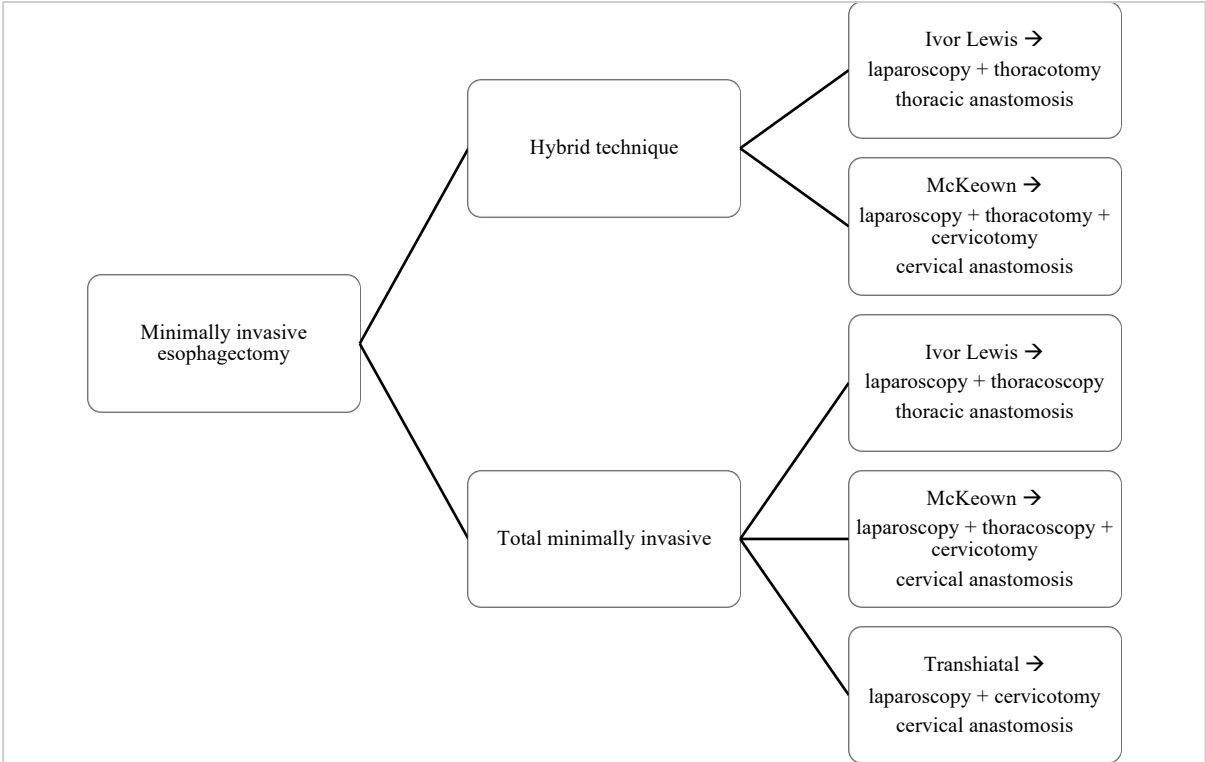 Minimally invasive
esophagectomy
Hybrid technique
Ivor Lewis →
laparoscopy + thoracotomy
thoracic anastomosis
McKeown →
laparoscopy + thoracotomy +
cervicotomy
cervical anastomosis
Total minimally invasive
Ivor Lewis →
laparoscopy + thoracoscopy
thoracic anastomosis
McKeown →
laparoscopy + thoracoscopy +
cervicotomy
cervical anastomosis
Transhiatal →
laparoscopy + cervicotomy
cervical anastomosis